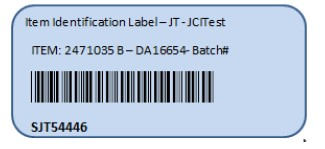 Item Identification Label – JT - JCITest
ITEM: 2471035 B – DA16654- Batch#
SJT54446